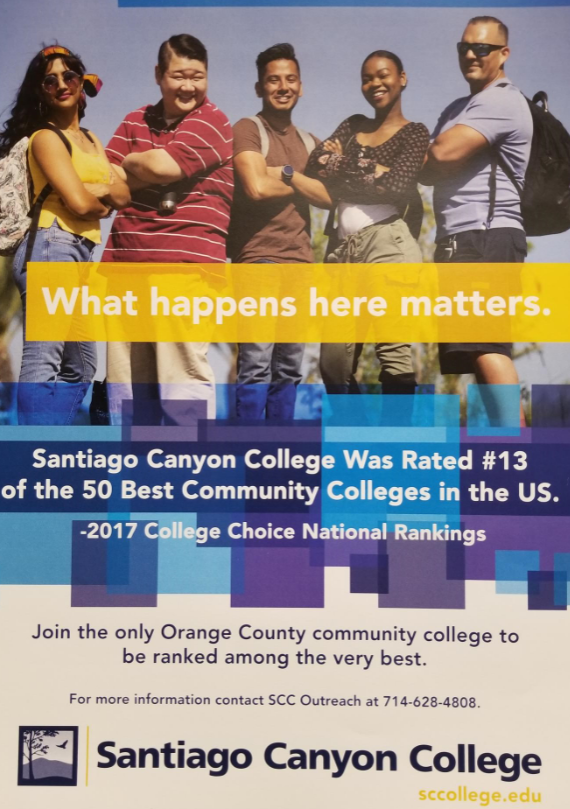 What happens here matters.
Santiago Canyon College Was Rated #13
of the 50 Best Community Colleges in the US.
-2017 College Choice National Rankings
Join the only Orange County community college to
be ranked among the very best.
For more information contact SCC Outreach at 714-628-4808.
Santiago Canyon College
sccollege.edu